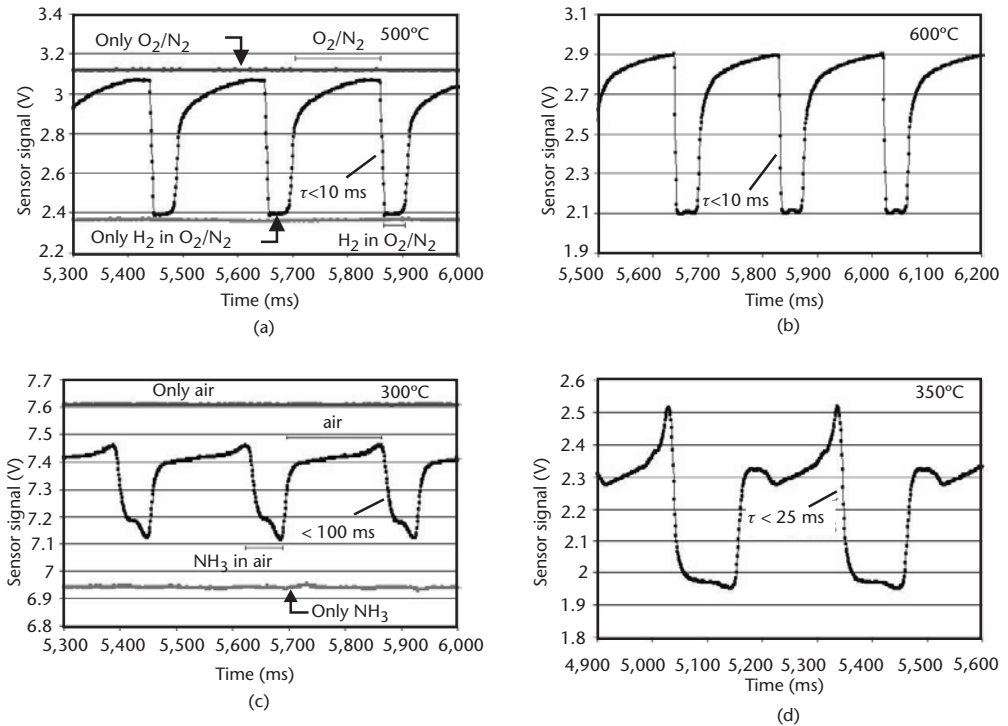 3.4
3.2
3
2.8
2.6
2.4
2.2
Sensor signal (V)
Only O₂/N₂
O₂/N₂
500ºC
τ<10 ms
Only H₂ in O₂/N₂
H₂ in O₂/N₂
5,300 5,400 5,500 5,600 5,700 5,800 5,900 6,000
Time (ms)
(a)
3.1
2.9
2.7
2.9
2.3
2.1
1.9
Sensor signal (V)
600ºC
τ<10 ms
5,500 5,600 5,700 5,800 5,900 6,000 6,100 6,200
Time (ms)
(b)
7.7
7.6
7.5
7.4
7.3
7.2
7.1
7
6.9
6.8
Sensor signal (V)
Only air
300ºC
air
< 100 ms
NH₃ in air
Only NH₃
5,300 5,400 5,500 5,600 5,700 5,800 5,900 6,000
Time (ms)
(c)
2.6
2.5
2.4
2.3
2.2
2.1
2
1.9
1.8
Sensor signal (V)
350ºC
τ < 25 ms
4,900 5,000 5,100 5,200 5,300 5,400 5,500 5,600
Time (ms)
(d)